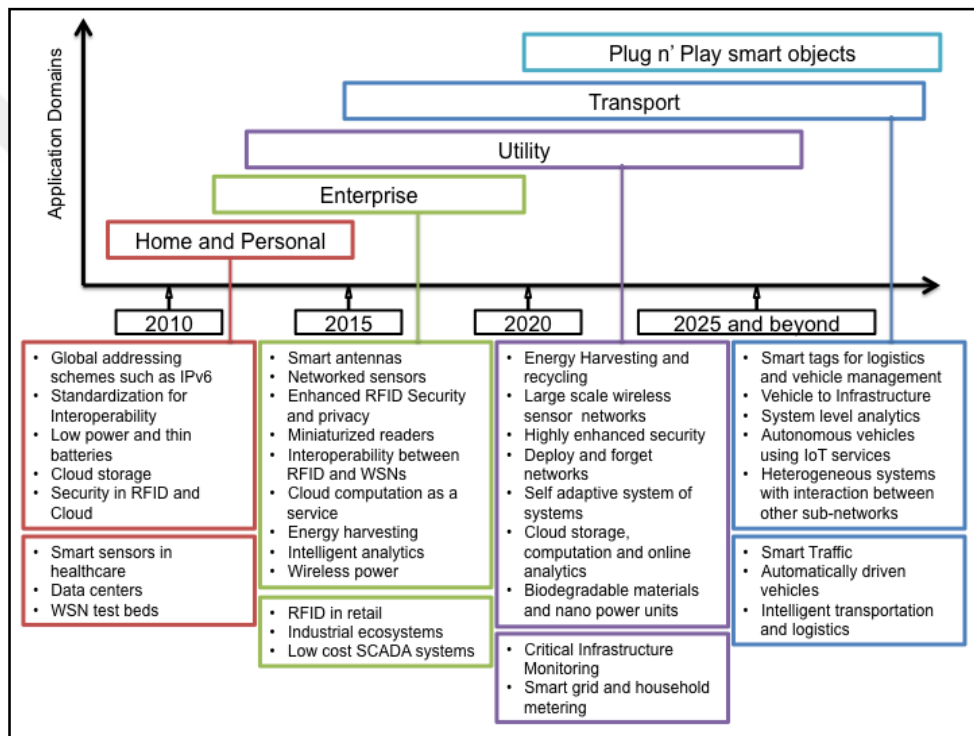 Application Domains
Plug n' Play smart objects
Transport
Utility
Enterprise
Home and Personal
2010
2015
2020
2025 and beyond
• Global addressing
schemes such as IPv6
• Standardization for
Interoperability
• Low power and thin
batteries
• Cloud storage
• Security in RFID and
Cloud
• Smart sensors in
healthcare
• Data centers
• WSN test beds
• Smart antennas
• Networked sensors
• Enhanced RFID Security
and privacy
• Miniaturized readers
• Interoperability between
RFID and WSNs
• Cloud computation as a
service
• Energy harvesting
• Intelligent analytics
• Wireless power
• RFID in retail
• Industrial ecosystems
• Low cost SCADA systems
• Energy Harvesting and
recycling
• Large scale wireless
sensor networks
• Highly enhanced security
• Deploy and forget
networks
• Self adaptive system of
systems
• Cloud storage,
computation and online
analytics
• Biodegradable materials
and nano power units
• Critical Infrastructure
Monitoring
• Smart grid and household
metering
• Smart tags for logistics
and vehicle management
• Vehicle to Infrastructure
• System level analytics
• Autonomous vehicles
using IoT services
• Heterogeneous systems
with interaction between
other sub-networks
• Smart Traffic
• Automatically driven
vehicles
• Intelligent transportation
and logistics